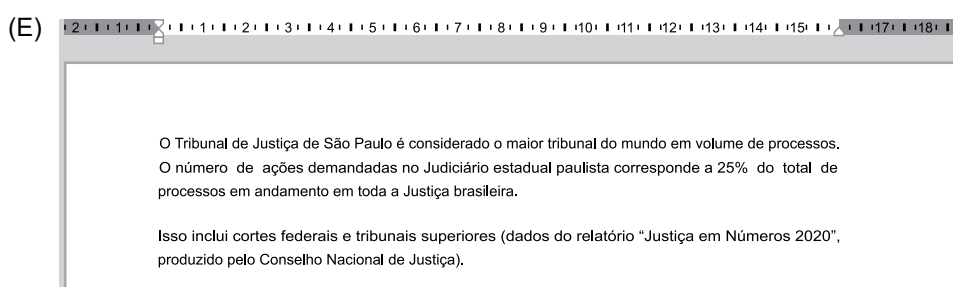 (E)
2 1 1 2 3 4 5 6 7 8 9 10 11 12 13 14 15 17 18
O Tribunal de Justiça de São Paulo é considerado o maior tribunal do mundo em volume de processos.
O número de ações demandadas no Judiciário estadual paulista corresponde a 25% do total de
processos em andamento em toda a Justiça brasileira.
Isso inclui cortes federais e tribunais superiores (dados do relatório “Justiça em Números 2020”,
produzido pelo Conselho Nacional de Justiça).